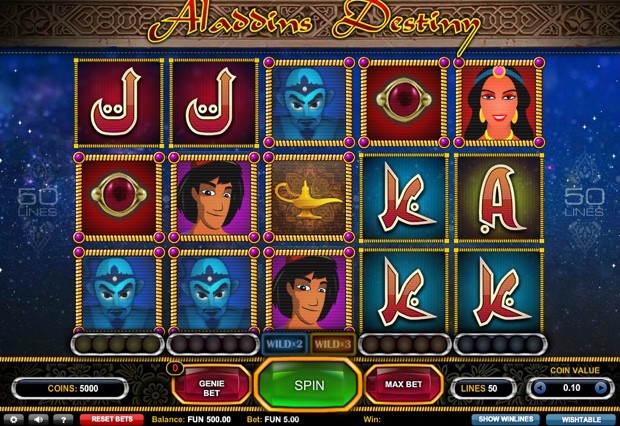 Aladdins Destiny
J J
50 LINES
50 LINES
K A
K K
WILD×2 WILD×3
0
COINS: 5000
GENIE BET
SPIN
MAX BET
LINES 50
COIN VALUE
0.10
?
RESET BETS
Balance: FUN 500.00
Bet: FUN 5.00
Win:
SHOW WINLINES
WISHTABLE